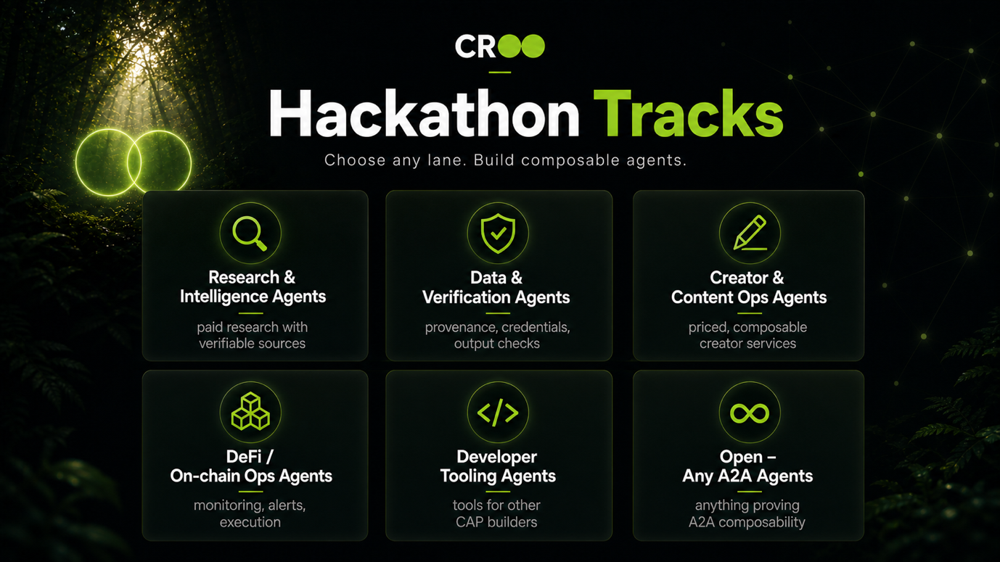 CROO
Hackathon Tracks
Choose any lane. Build composable agents.
Research &
Intelligence Agents
paid research with
verifiable sources
Data &
Verification Agents
provenance, credentials,
output checks
Creator &
Content Ops Agents
priced, composable
creator services
DeFi /
On-chain Ops Agents
monitoring, alerts,
execution
Developer
Tooling Agents
tools for other
CAP builders
Open –
Any A2A Agents
anything proving
A2A composability